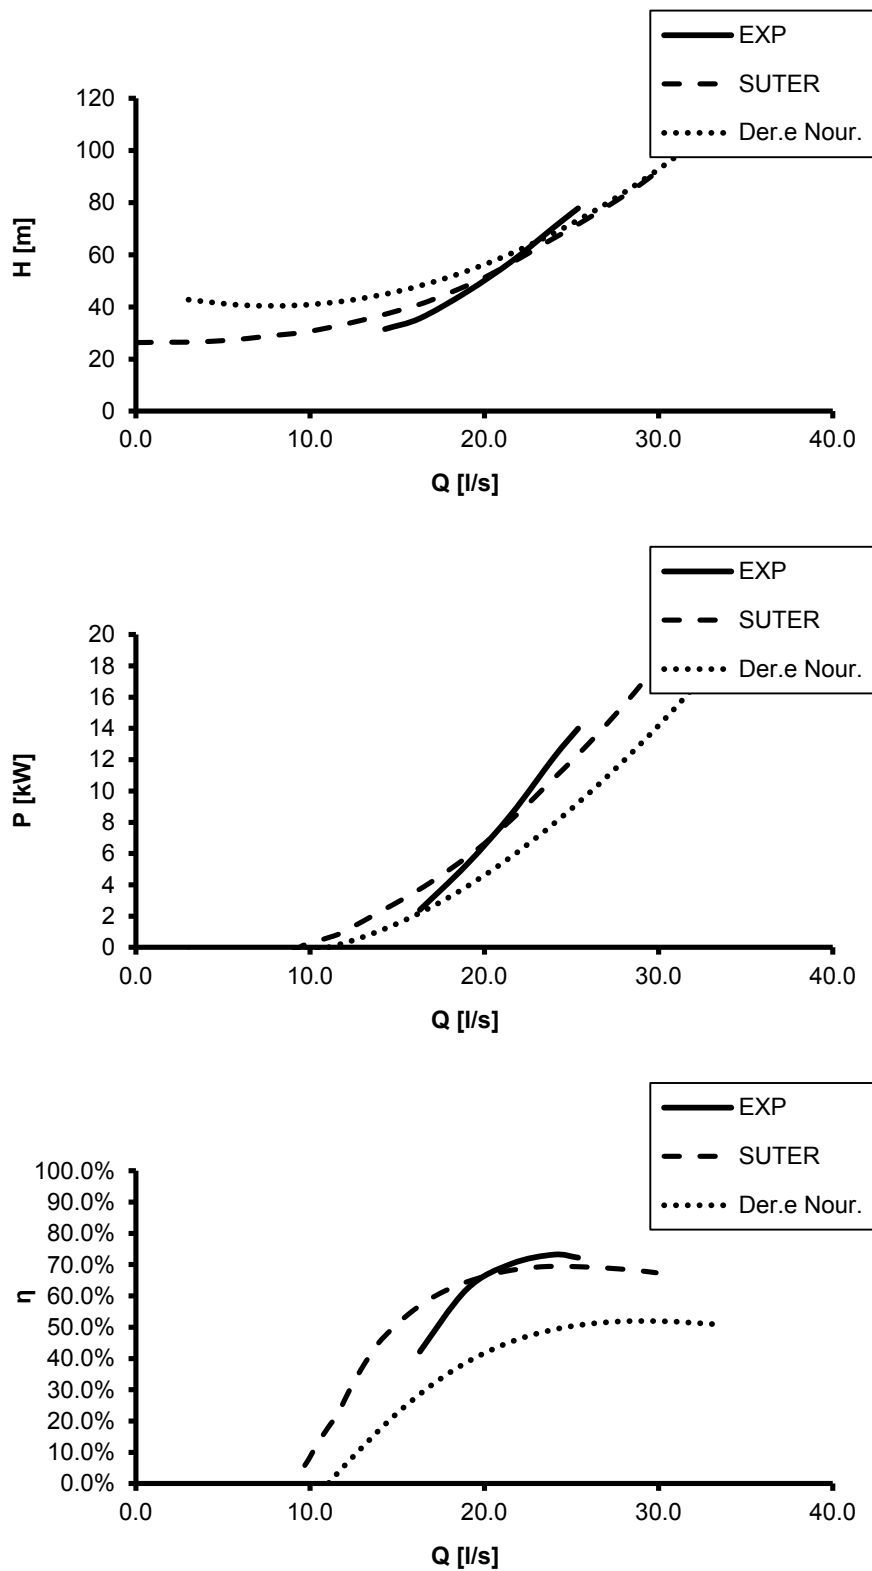 EXP
SUTER
Der.e Nour.
120
100
80
60
40
20
0
H [m]
0.0 10.0 20.0 30.0 40.0
Q [l/s]
EXP
SUTER
Der.e Nour.
20
18
16
14
12
10
8
6
4
2
0
P [kW]
0.0 10.0 20.0 30.0 40.0
Q [l/s]
EXP
SUTER
Der.e Nour.
100.0%
90.0%
80.0%
70.0%
60.0%
50.0%
40.0%
30.0%
20.0%
10.0%
0.0%
η
0.0 10.0 20.0 30.0 40.0
Q [l/s]